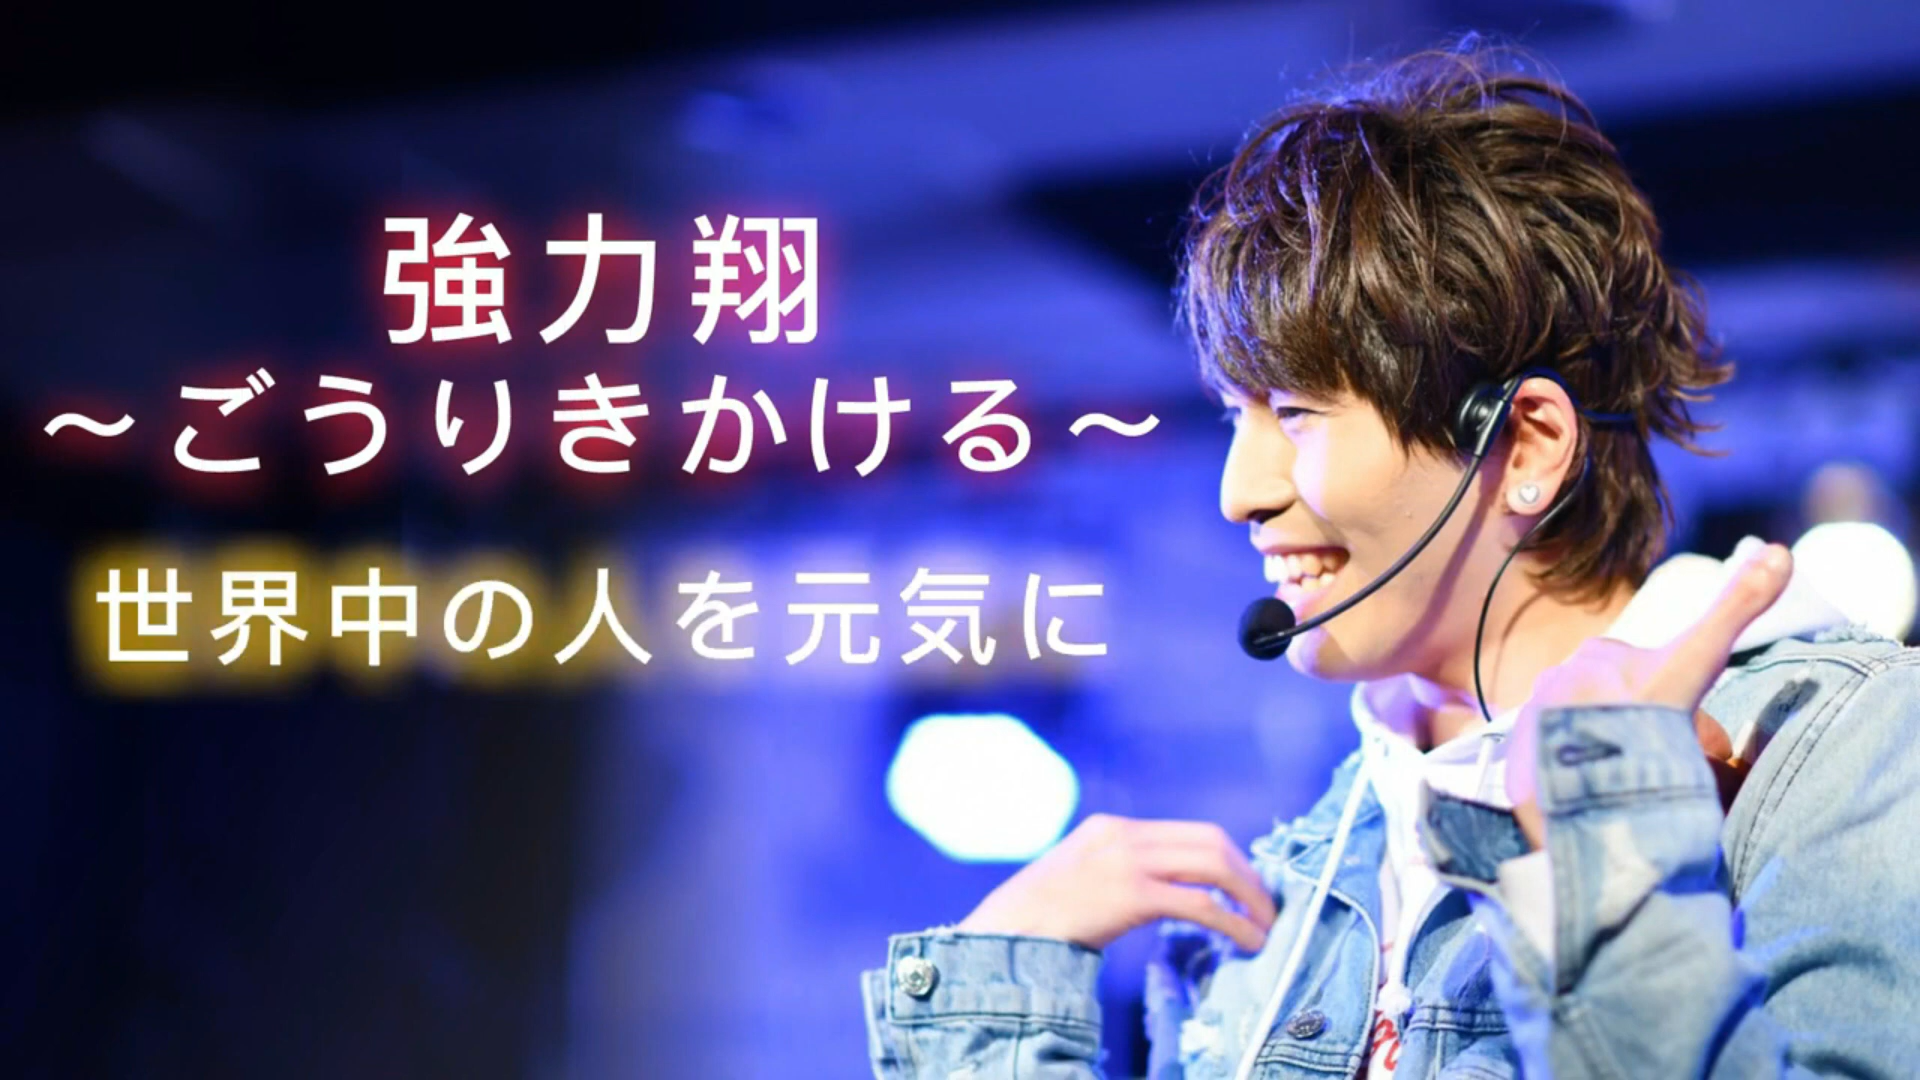 強力翔
〜ごうりきかける〜
世界中の人を元気に